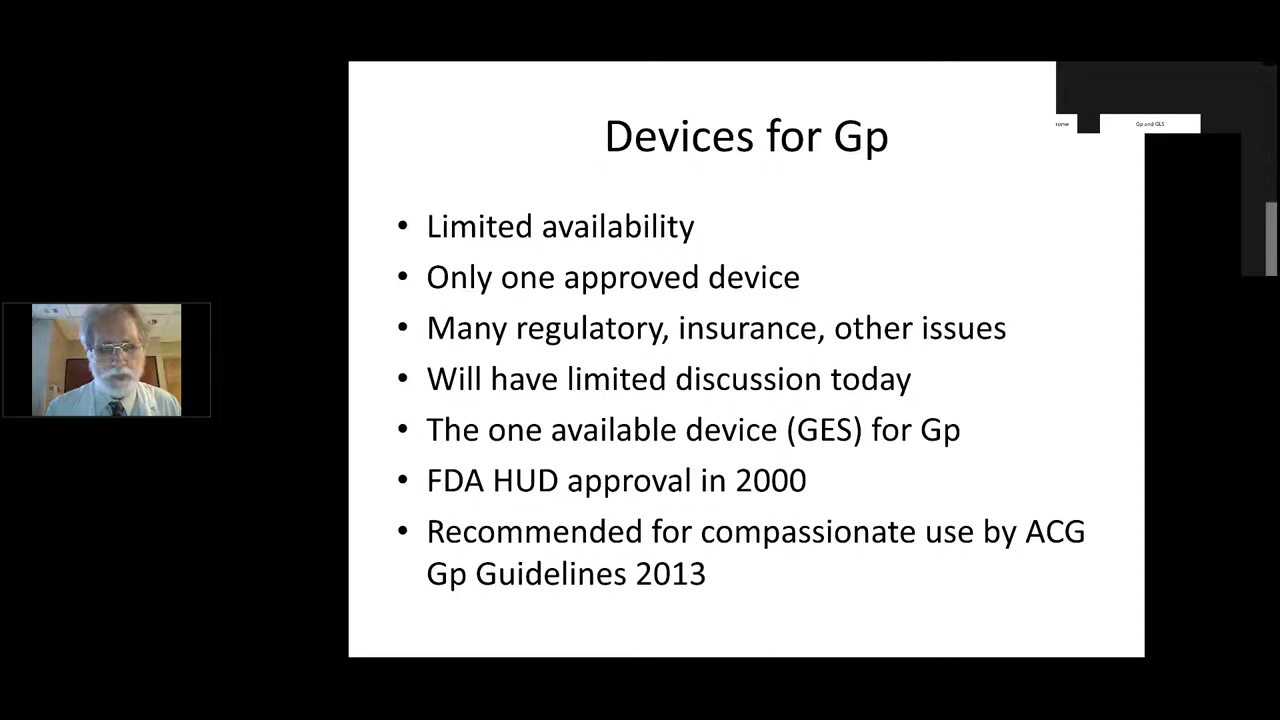 Devices for Gp
rome
Gp and GLS
• Limited availability
• Only one approved device
• Many regulatory, insurance, other issues
• Will have limited discussion today
• The one available device (GES) for Gp
• FDA HUD approval in 2000
• Recommended for compassionate use by ACG
Gp Guidelines 2013